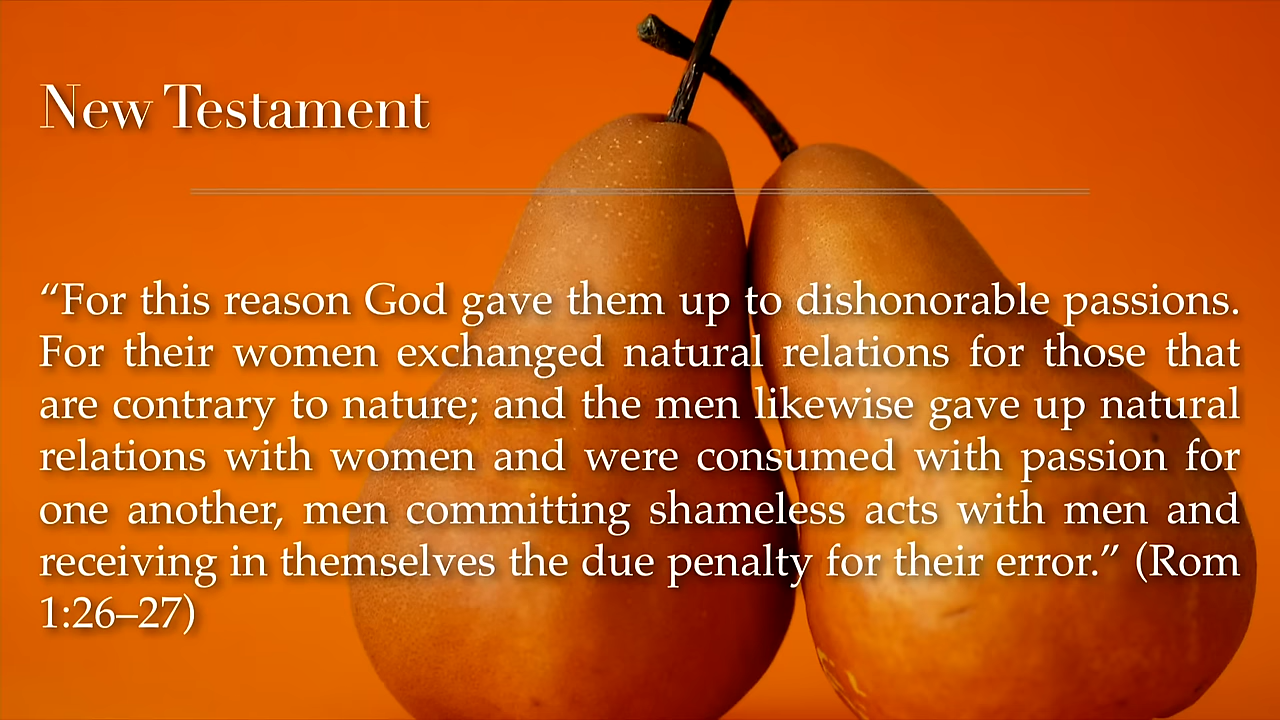 New Testament
“For this reason God gave them up to dishonorable passions.
For their women exchanged natural relations for those that
are contrary to nature; and the men likewise gave up natural
relations with women and were consumed with passion for
one another, men committing shameless acts with men and
receiving in themselves the due penalty for their error.” (Rom
1:26–27)